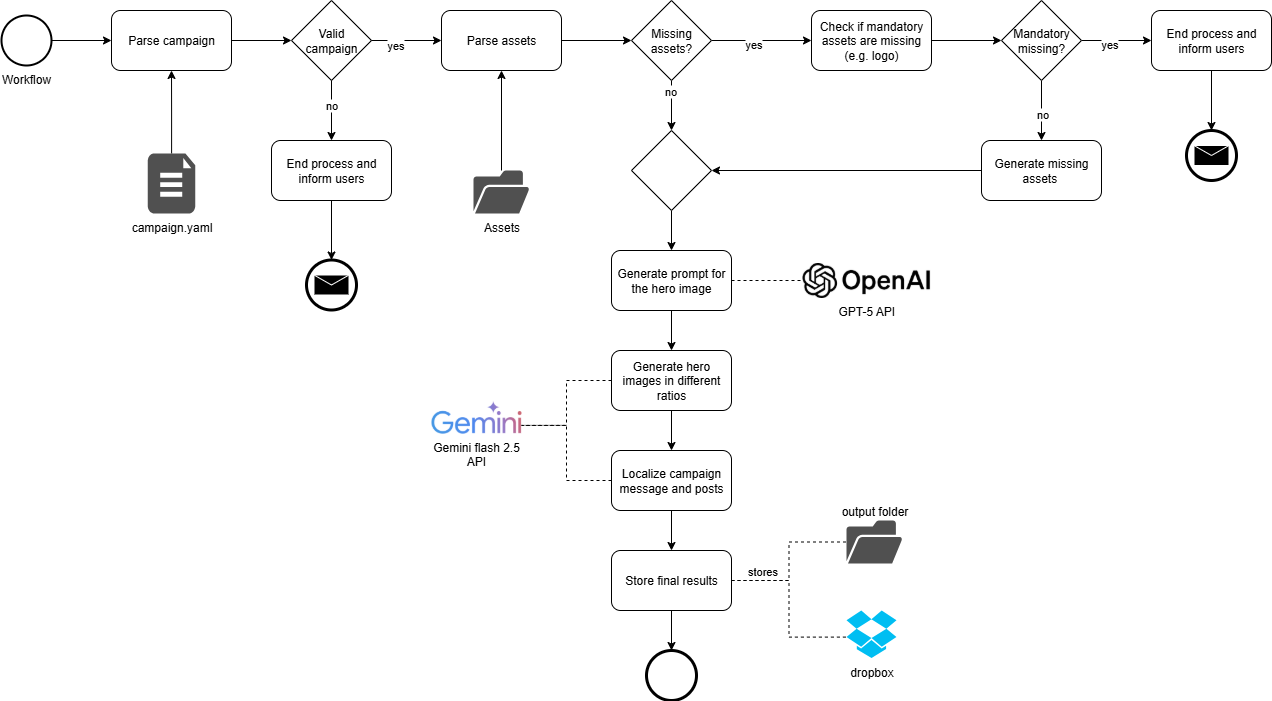 Workflow
Parse campaign
Valid
campaign
yes
Parse assets
Missing
assets?
yes
Check if mandatory
assets are missing
(e.g. logo)
Mandatory
missing?
yes
End process and
inform users
no
End process and
inform users
campaign.yaml
Assets
no
no
Generate missing
assets
Generate prompt for
the hero image
OpenAI
GPT-5 API
Generate hero
images in different
ratios
Gemini
Gemini flash 2.5
API
Localize campaign
message and posts
output folder
Store final results
stores
dropbox